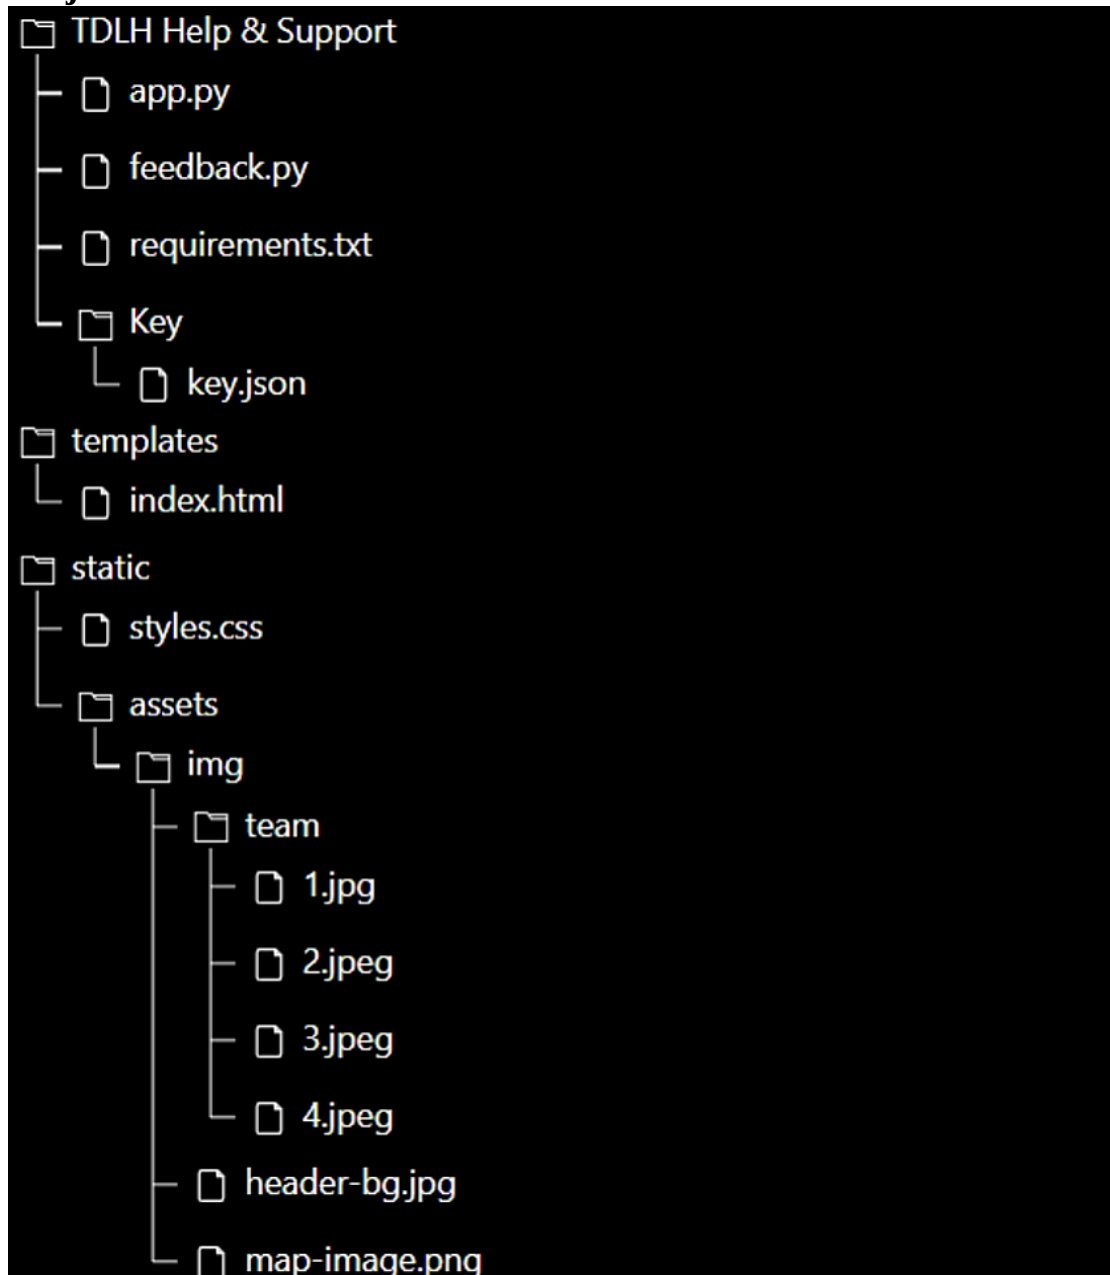 TDLH Help & Support
app.py
feedback.py
requirements.txt
Key
key.json
templates
index.html
static
styles.css
assets
img
team
1.jpg
2.jpeg
3.jpeg
4.jpeg
header-bg.jpg
map-image.png